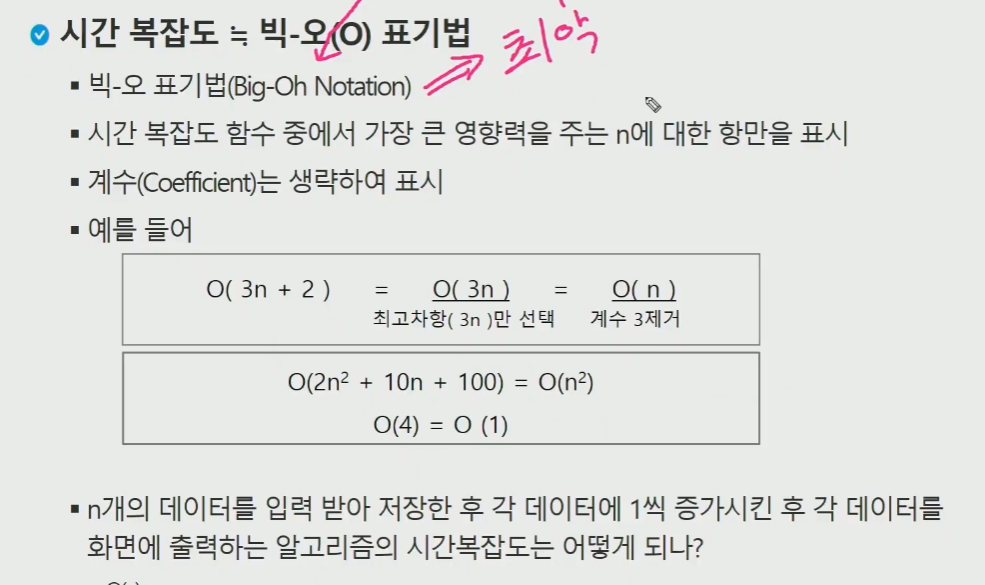 시간 복잡도 ≒ 빅-오(O) 표기법
최악
빅-오 표기법(Big-Oh Notation)
시간 복잡도 함수 중에서 가장 큰 영향력을 주는 n에 대한 항만을 표시
계수(Coefficient)는 생략하여 표시
예를 들어
O( 3n + 2 ) = O( 3n ) = O( n )
최고차항( 3n )만 선택 계수 3제거
O(2n² + 10n + 100) = O(n²)
O(4) = O (1)
n개의 데이터를 입력 받아 저장한 후 각 데이터에 1씩 증가시킨 후 각 데이터를
화면에 출력하는 알고리즘의 시간복잡도는 어떻게 되나?